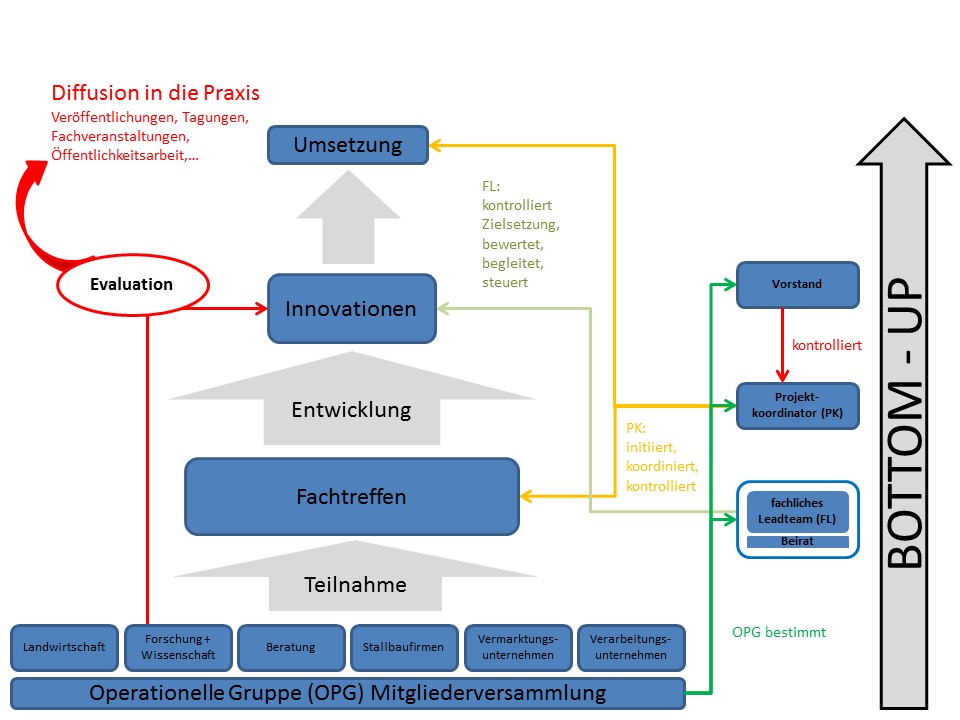 Diffusion in die Praxis
Veröffentlichungen, Tagungen,
Fachveranstaltungen,
Öffentlichkeitsarbeit,...
Umsetzung
FL:
kontrolliert
Zielsetzung,
bewertet,
begleitet,
steuert
Evaluation
Innovationen
Vorstand
kontrolliert
Entwicklung
Projekt-
koordinator (PK)
PK:
initiiert,
koordiniert,
kontrolliert
Fachtreffen
fachliches
Leadteam (FL)
Beirat
Teilnahme
OPG bestimmt
Landwirtschaft
Forschung +
Wissenschaft
Beratung
Stallbaufirmen
Vermarktungs-
unternehmen
Verarbeitungs-
unternehmen
Operationelle Gruppe (OPG) Mitgliederversammlung
BOTTOM - UP